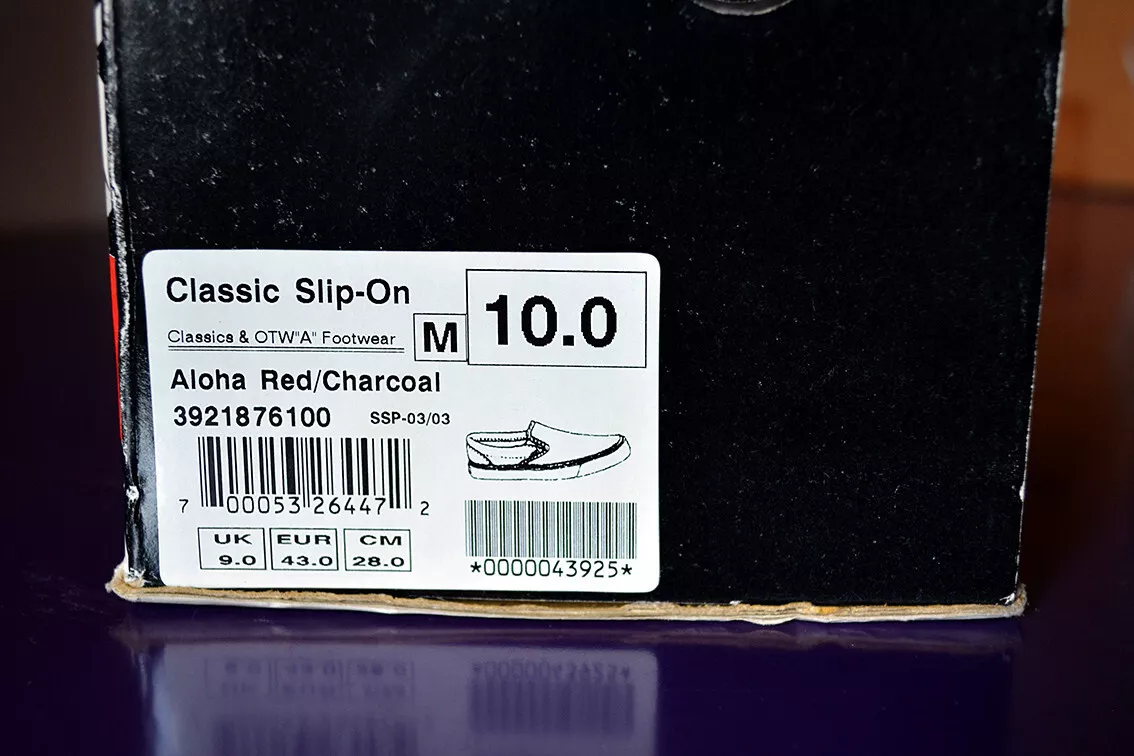 Classic Slip-On
M 10.0
Classics & OTW"A" Footwear
Aloha Red/Charcoal
3921876100 SSP-03/03
7 00053 26447 2
UK EUR CM
9.0 43.0 28.0
*0000043925*